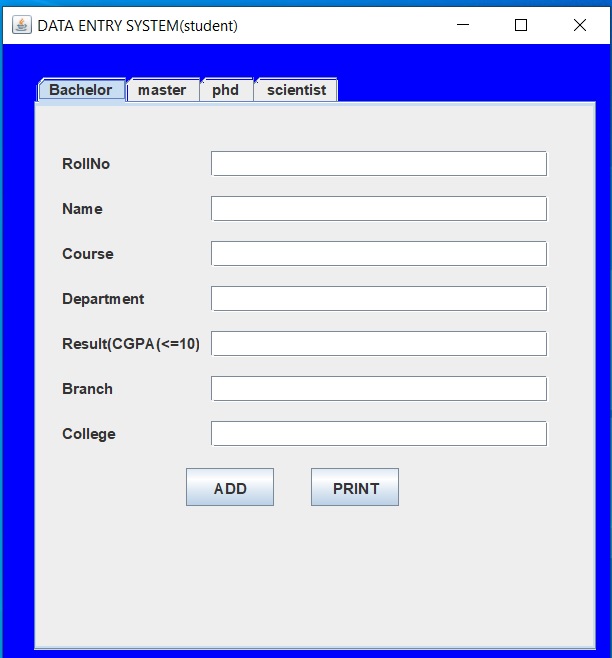 DATA ENTRY SYSTEM(student)
Bachelor master phd scientist
RollNo
Name
Course
Department
Result(CGPA(<=10)
Branch
College
ADD PRINT